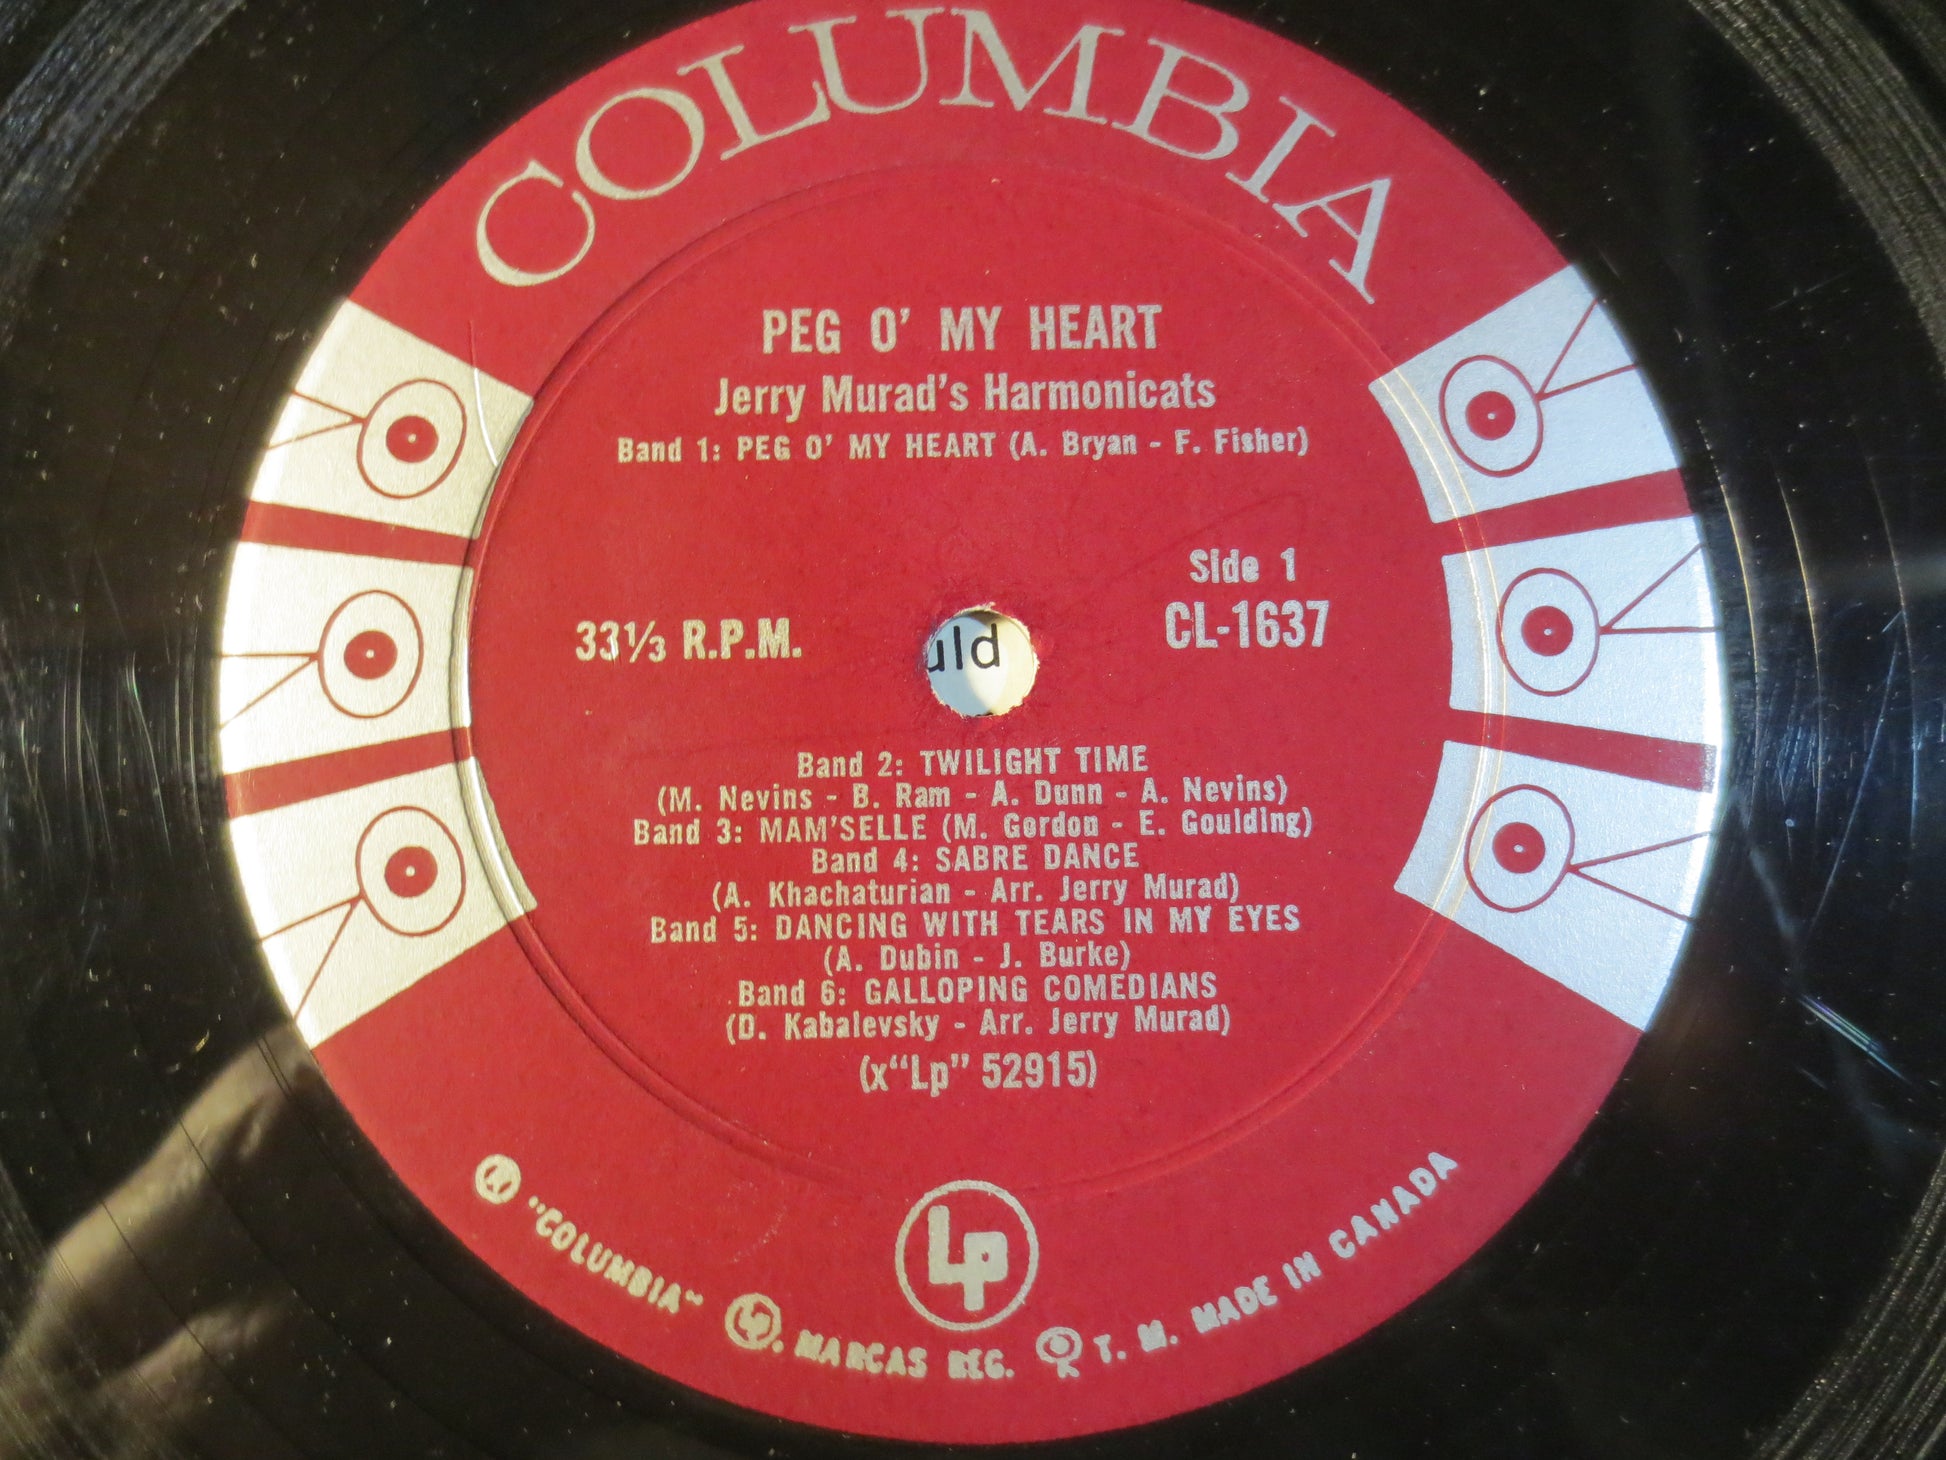 COLUMBIA
PEG O' MY HEART
Jerry Murad's Harmonicats
Band 1: PEG O' MY HEART (A. Bryan - F. Fisher)
Side 1
33⅓ R.P.M.
CL-1637
uld
Band 2: TWILIGHT TIME
(M. Nevins - B. Ram - A. Dunn - A. Nevins)
Band 3: MAM'SELLE (M. Gordon - E. Goulding)
Band 4: SABRE DANCE
(A. Khachaturian - Arr. Jerry Murad)
Band 5: DANCING WITH TEARS IN MY EYES
(A. Dubin - J. Burke)
Band 6: GALLOPING COMEDIANS
(D. Kabalevsky - Arr. Jerry Murad)
(x"Lp" 52915)
LP
"COLUMBIA" LP. MARCAS REG. T. M. MADE IN CANADA